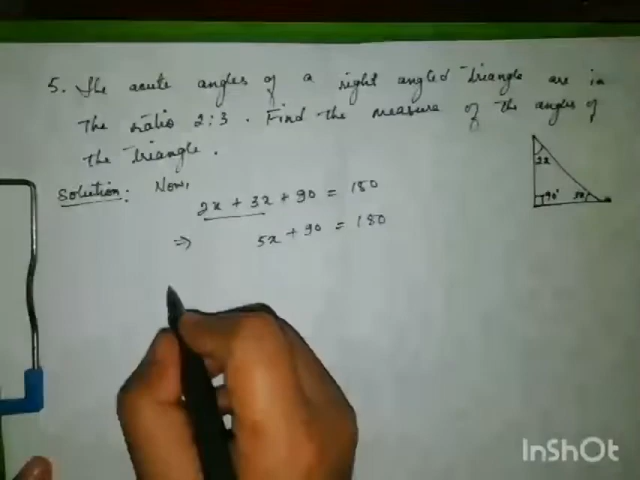 5. The acute angles of a right angled triangle are in
the ratio 2:3. Find the measure of the angles of
the triangle.
Solution: Now,
2x + 3x + 90 = 180
⇒ 5x + 90 = 180
2x
90° 3x
InShOt